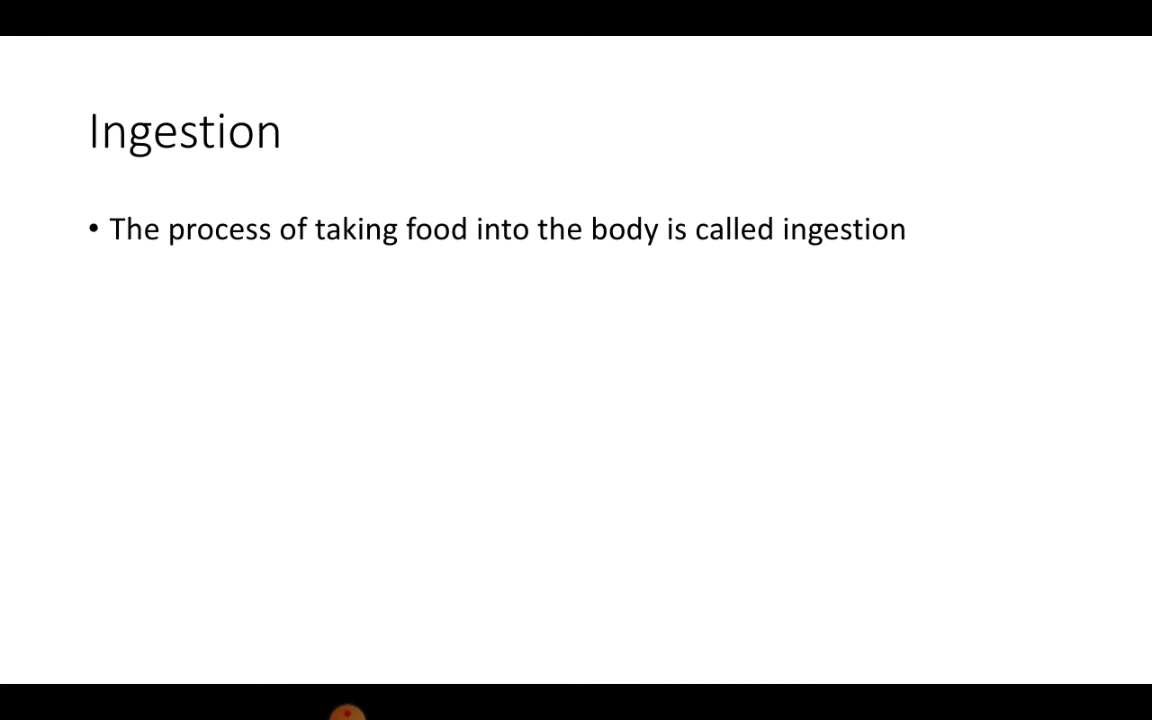 Ingestion
• The process of taking food into the body is called ingestion